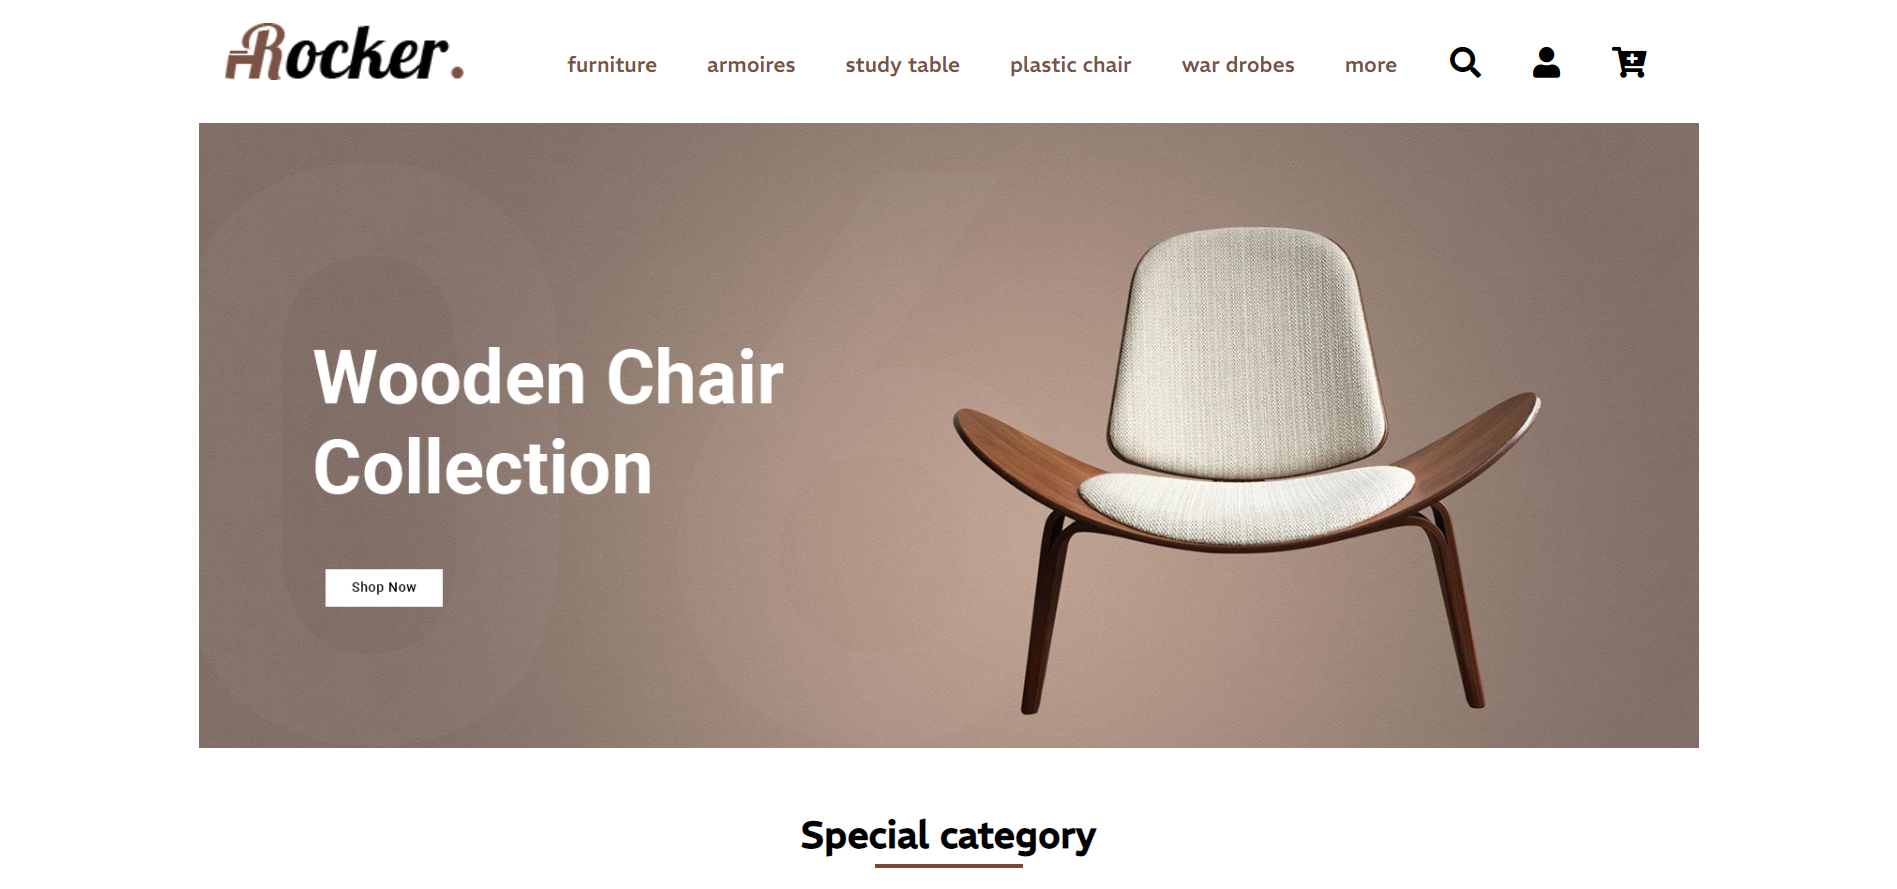 Rocker.
furniture armoires study table plastic chair war drobes more
Wooden Chair
Collection
Shop Now
Special category